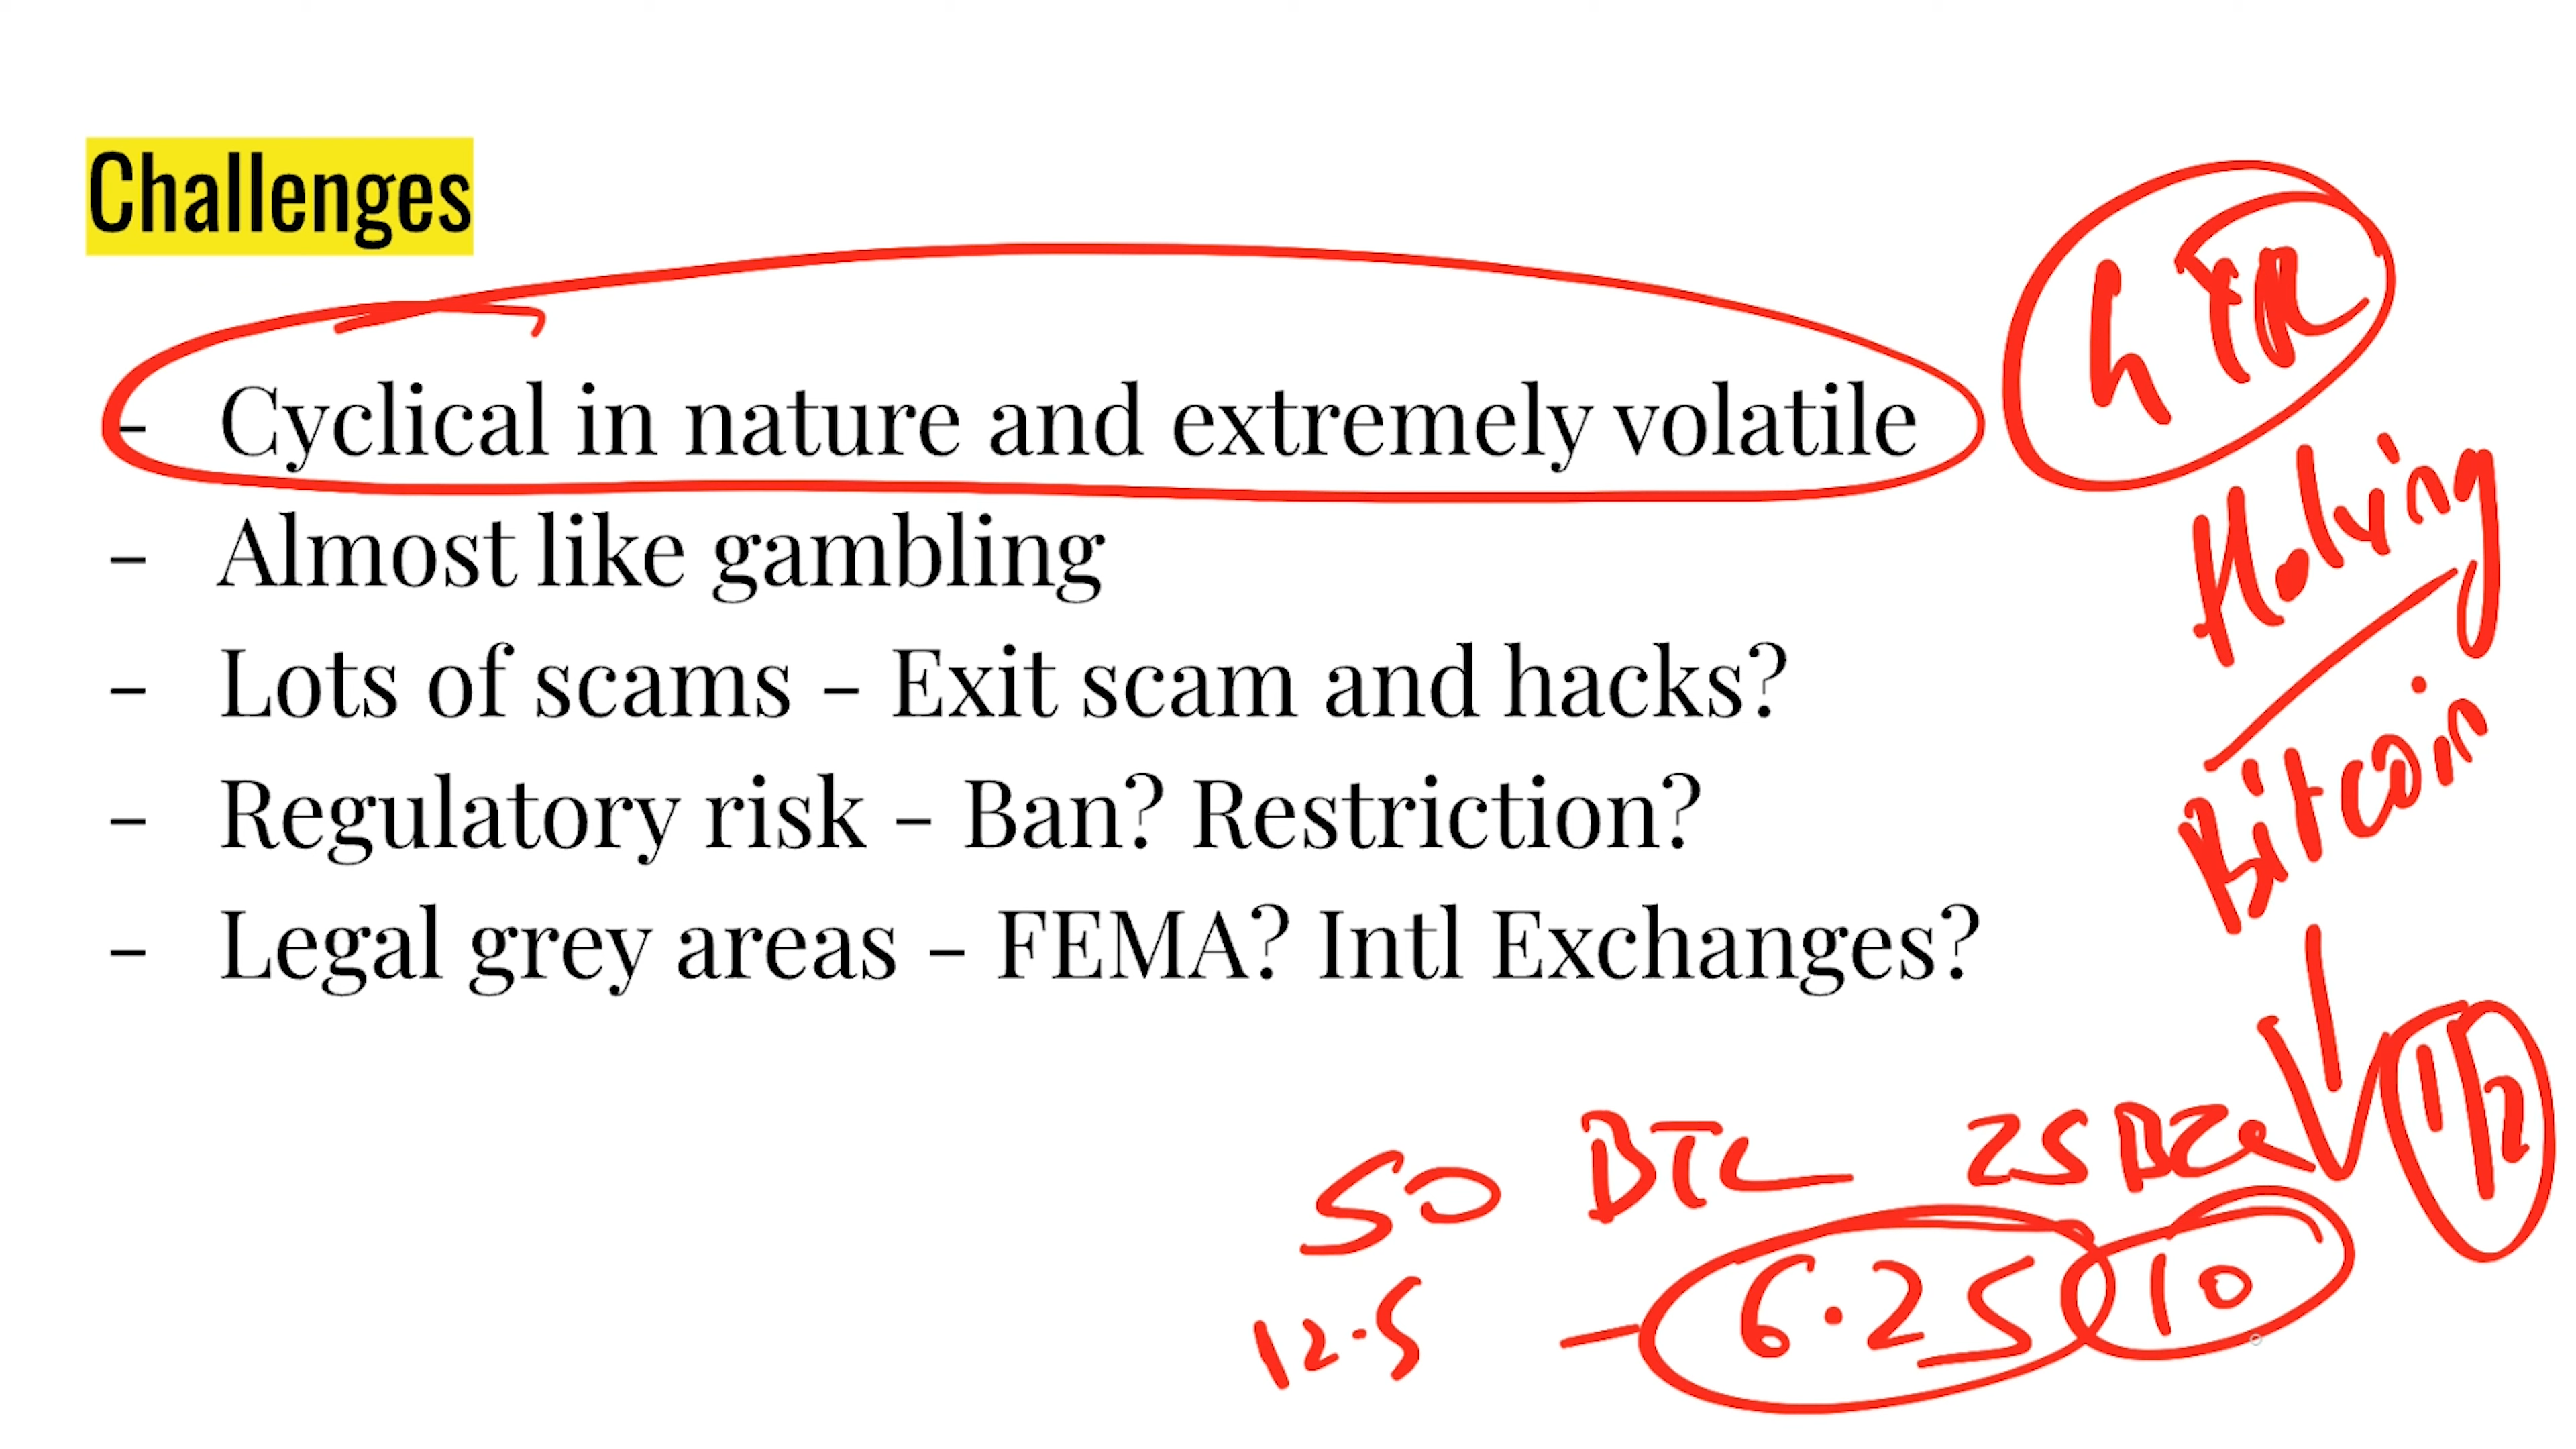 Challenges
- Cyclical in nature and extremely volatile
- Almost like gambling
- Lots of scams - Exit scam and hacks?
- Regulatory risk - Ban? Restriction?
- Legal grey areas - FEMA? Intl Exchanges?
YR
Halving
Bitcoin
1/2
50 BTC 25
12.5 - 6.25 10